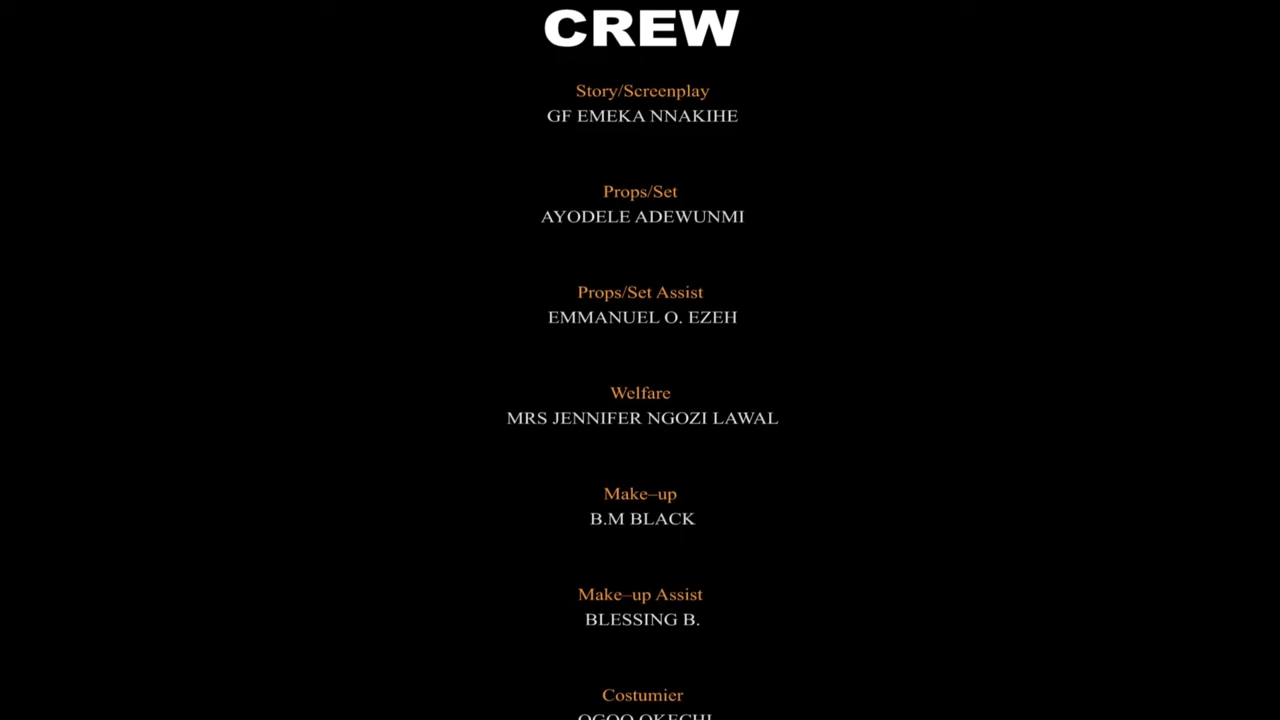 CREW
Story/Screenplay
GF EMEKA NNAKIHE
Props/Set
AYODELE ADEWUNMI
Props/Set Assist
EMMANUEL O. EZEH
Welfare
MRS JENNIFER NGOZI LAWAL
Make–up
B.M BLACK
Make–up Assist
BLESSING B.
Costumier